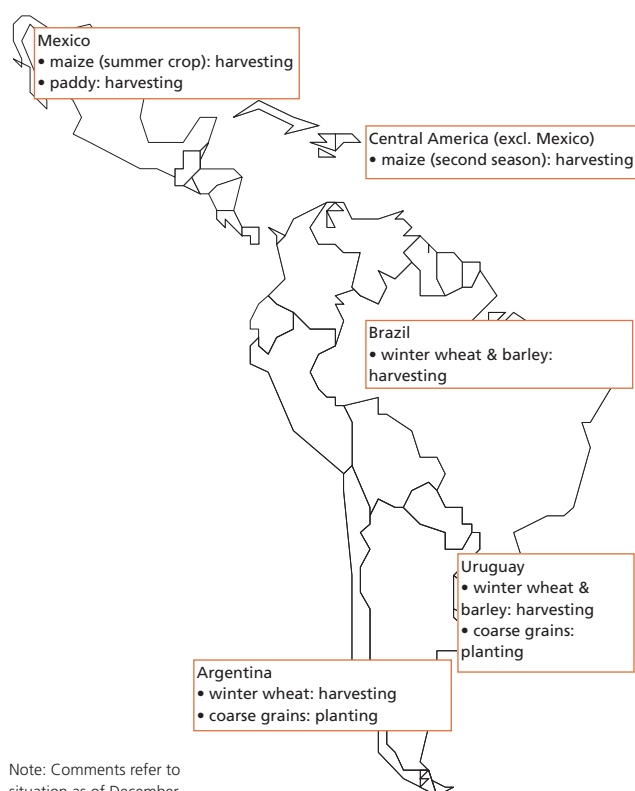 Mexico
• maize (summer crop): harvesting
• paddy: harvesting
Central America (excl. Mexico)
• maize (second season): harvesting
Brazil
• winter wheat & barley:
harvesting
Uruguay
• winter wheat &
barley: harvesting
• coarse grains:
planting
Argentina
• winter wheat: harvesting
• coarse grains: planting
Note: Comments refer to
situation as of December